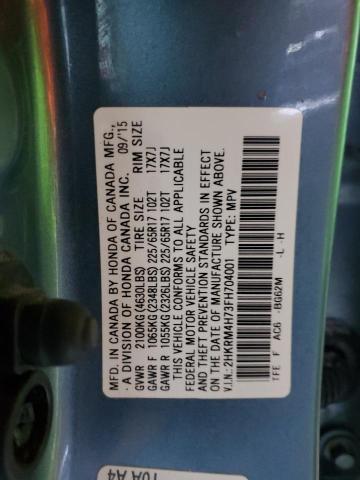 MFD. IN CANADA BY HONDA OF CANADA MFG.,
- A DIVISION OF HONDA CANADA INC. 09/'15
GVWR 2100KG(4630LBS) TIRE SIZE RIM SIZE
GAWR F 1065KG(2348LBS) 225/65R17 102T 17X7J
GAWR R 1055KG(2326LBS) 225/65R17 102T 17X7J
THIS VEHICLE CONFORMS TO ALL APPLICABLE
FEDERAL MOTOR VEHICLE SAFETY
AND THEFT PREVENTION STANDARDS IN EFFECT
ON THE DATE OF MANUFACTURE SHOWN ABOVE.
V.I.N.: 2HKRM4H73FH704001 TYPE: MPV
TFE F AC6 -BG62M -L -H